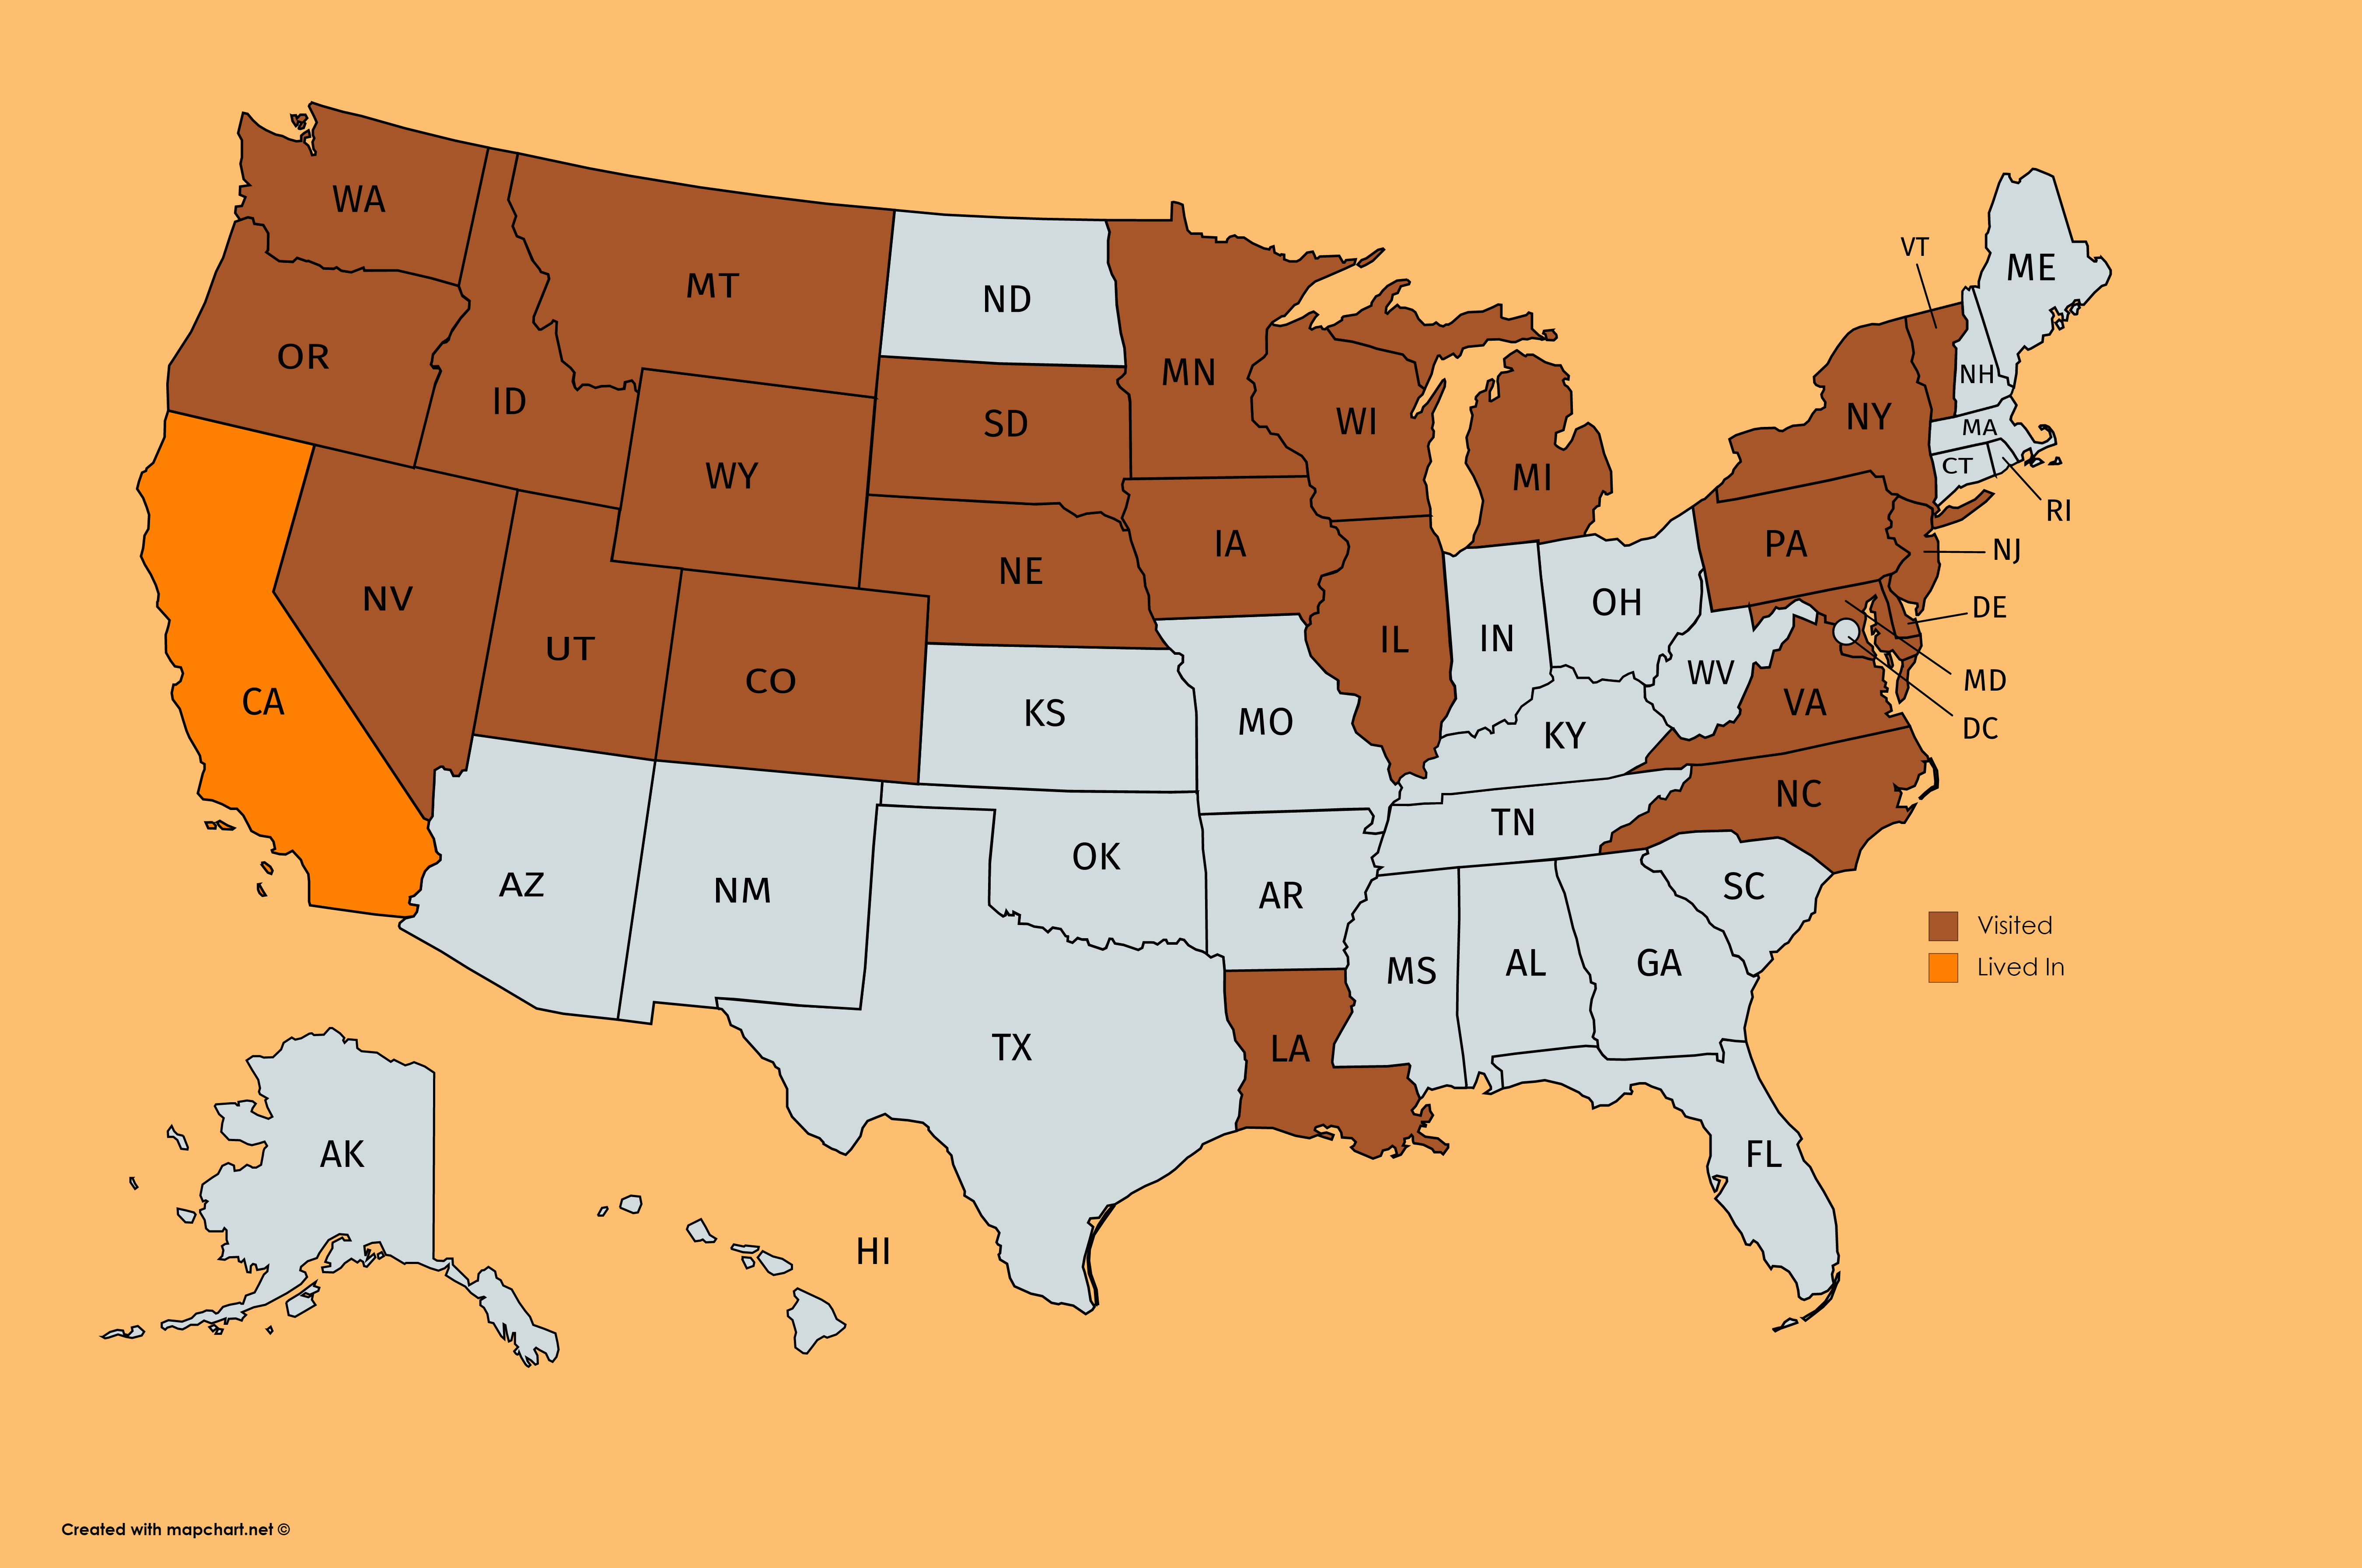 WA
MT
ND
VT
ME
OR
ID
MN
SD
WI
NH
NY
MA
WY
MI
CT
RI
IA
PA
NJ
NE
NV
OH
DE
UT
IL
IN
CO
WV
MD
CA
VA
KS
MO
DC
KY
NC
TN
OK
AZ
NM
AR
SC
Visited
MS
AL
GA
Lived In
TX
LA
AK
FL
HI
Created with mapchart.net ©